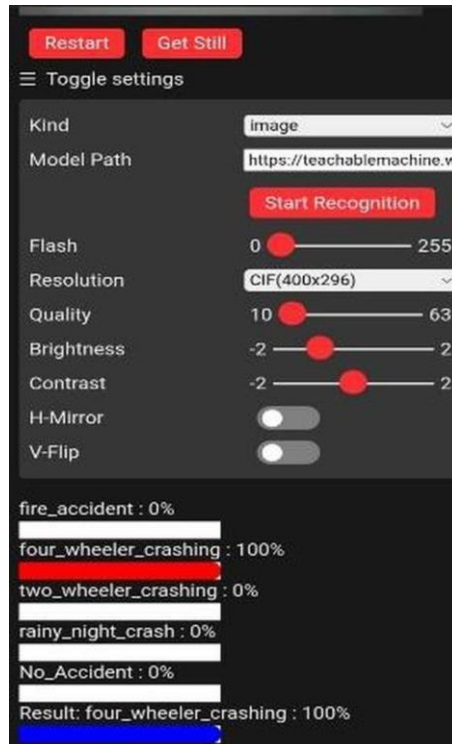 Restart Get Still
☰ Toggle settings
Kind image
Model Path https://teachablemachine.w
Start Recognition
Flash 0 255
Resolution CIF(400x296)
Quality 10 63
Brightness -2 2
Contrast -2 2
H-Mirror
V-Flip
fire_accident : 0%
four_wheeler_crashing : 100%
two_wheeler_crashing : 0%
rainy_night_crash : 0%
No_Accident : 0%
Result: four_wheeler_crashing : 100%